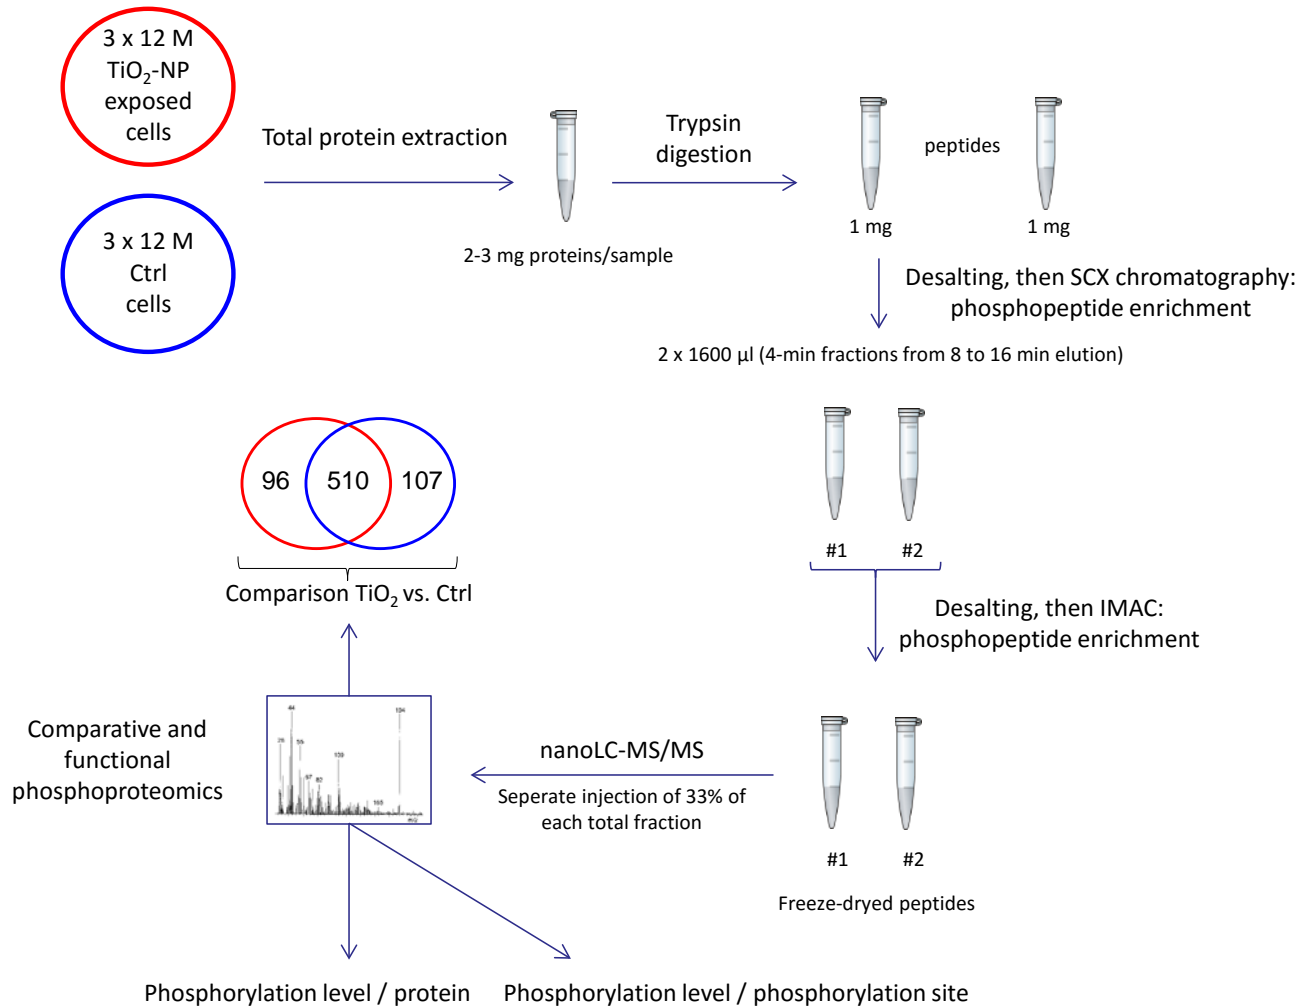 3 x 12 M
TiO2-NP
exposed
cells
Total protein extraction
Trypsin
digestion
peptides
1 mg
1 mg
3 x 12 M
Ctrl
cells
2-3 mg proteins/sample
Desalting, then SCX chromatography:
phosphopeptide enrichment
2 x 1600 µl (4-min fractions from 8 to 16 min elution)
96
510
107
#1
#2
Comparison TiO2 vs. Ctrl
Desalting, then IMAC:
phosphopeptide enrichment
Comparative and
functional
phosphoproteomics
44
55
nanoLC-MS/MS
Seperate injection of 33% of
each total fraction
#1
#2
Freeze-dried peptides
Phosphorylation level / protein
Phosphorylation level / phosphorylation site